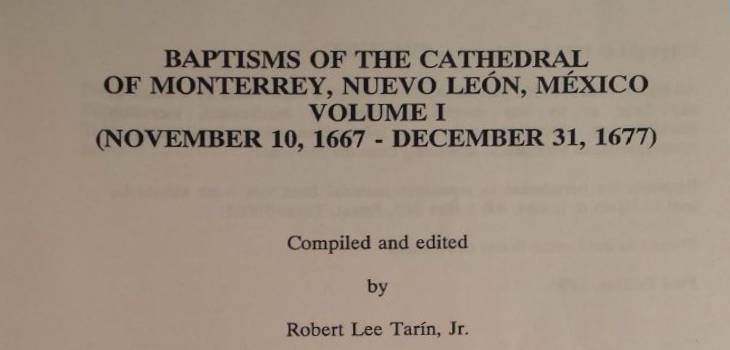 BAPTISMS OF THE CATHEDRAL
OF MONTERREY, NUEVO LEÓN, MÉXICO
VOLUME I
(NOVEMBER 10, 1667 - DECEMBER 31, 1677)
Compiled and edited
by
Robert Lee Tarín, Jr.